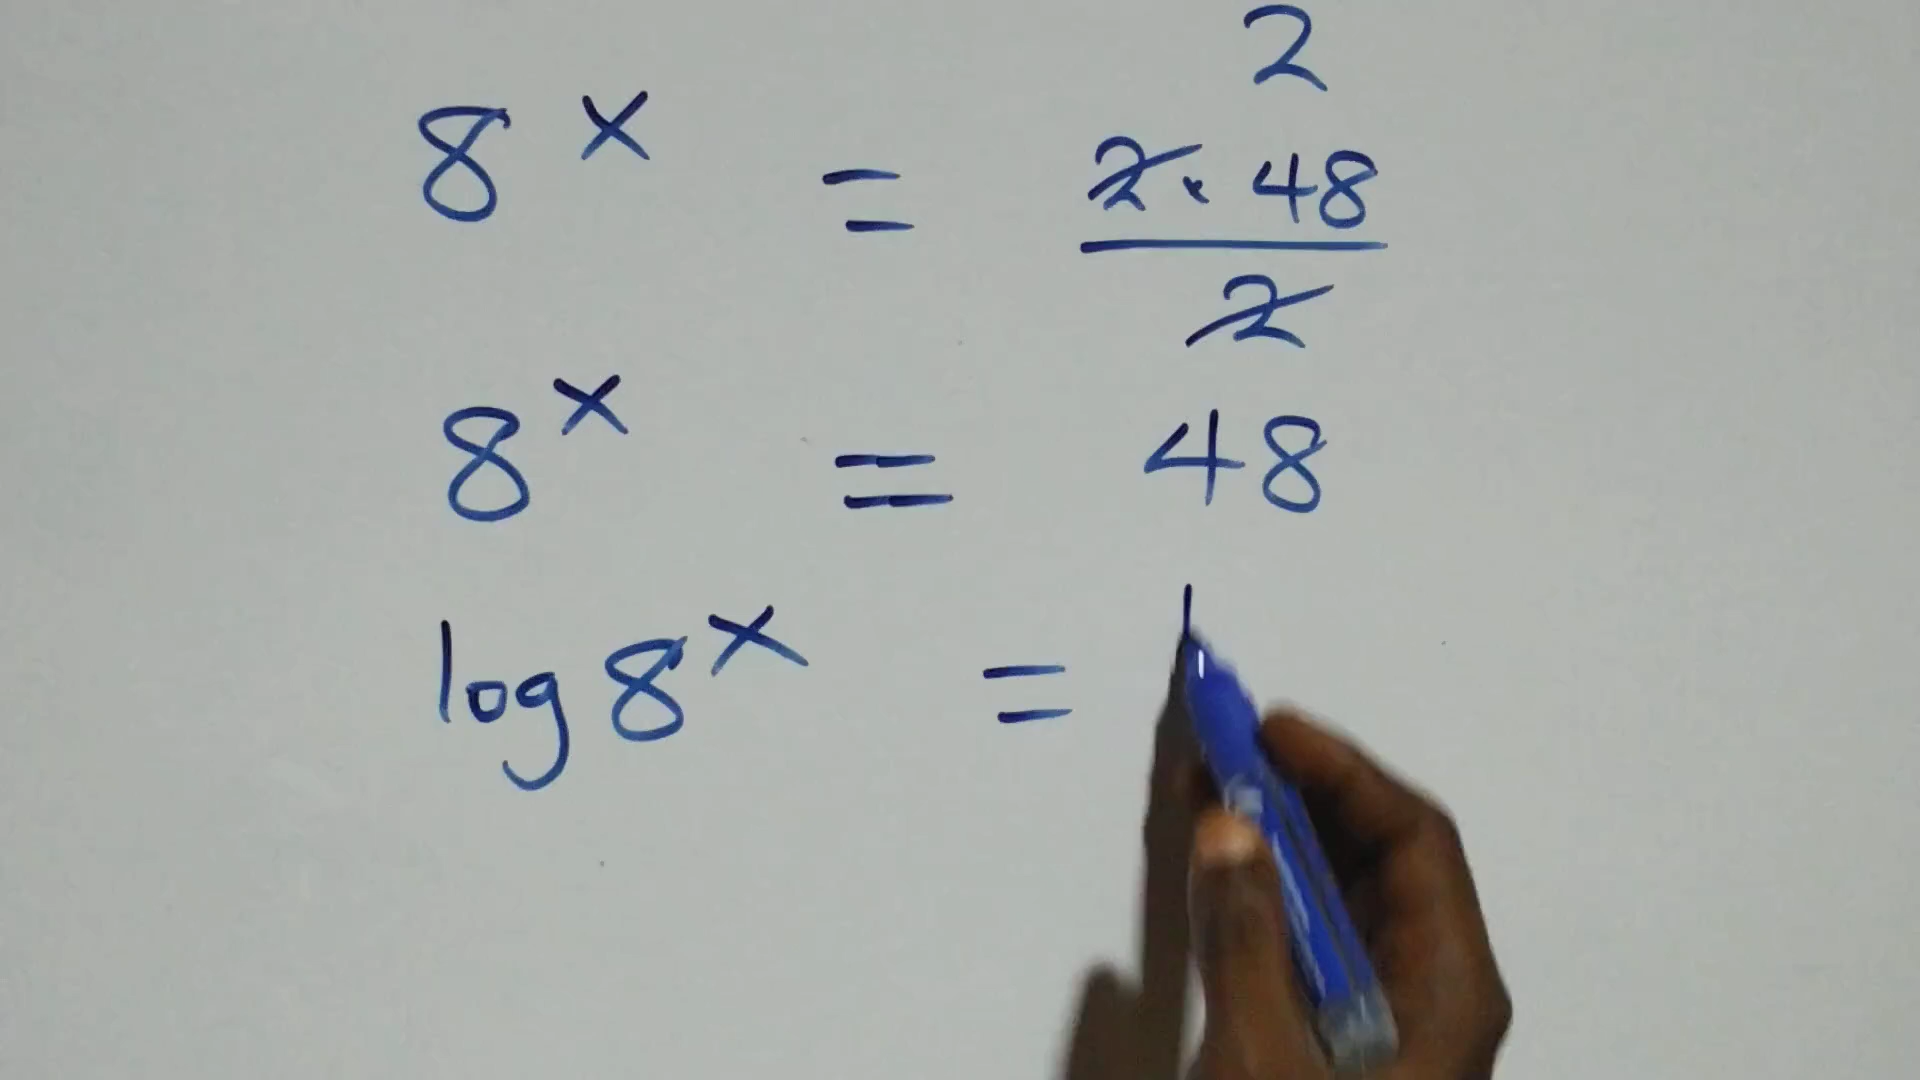 2
8^x = 2 · 48
2
8^x = 48
log 8^x = l